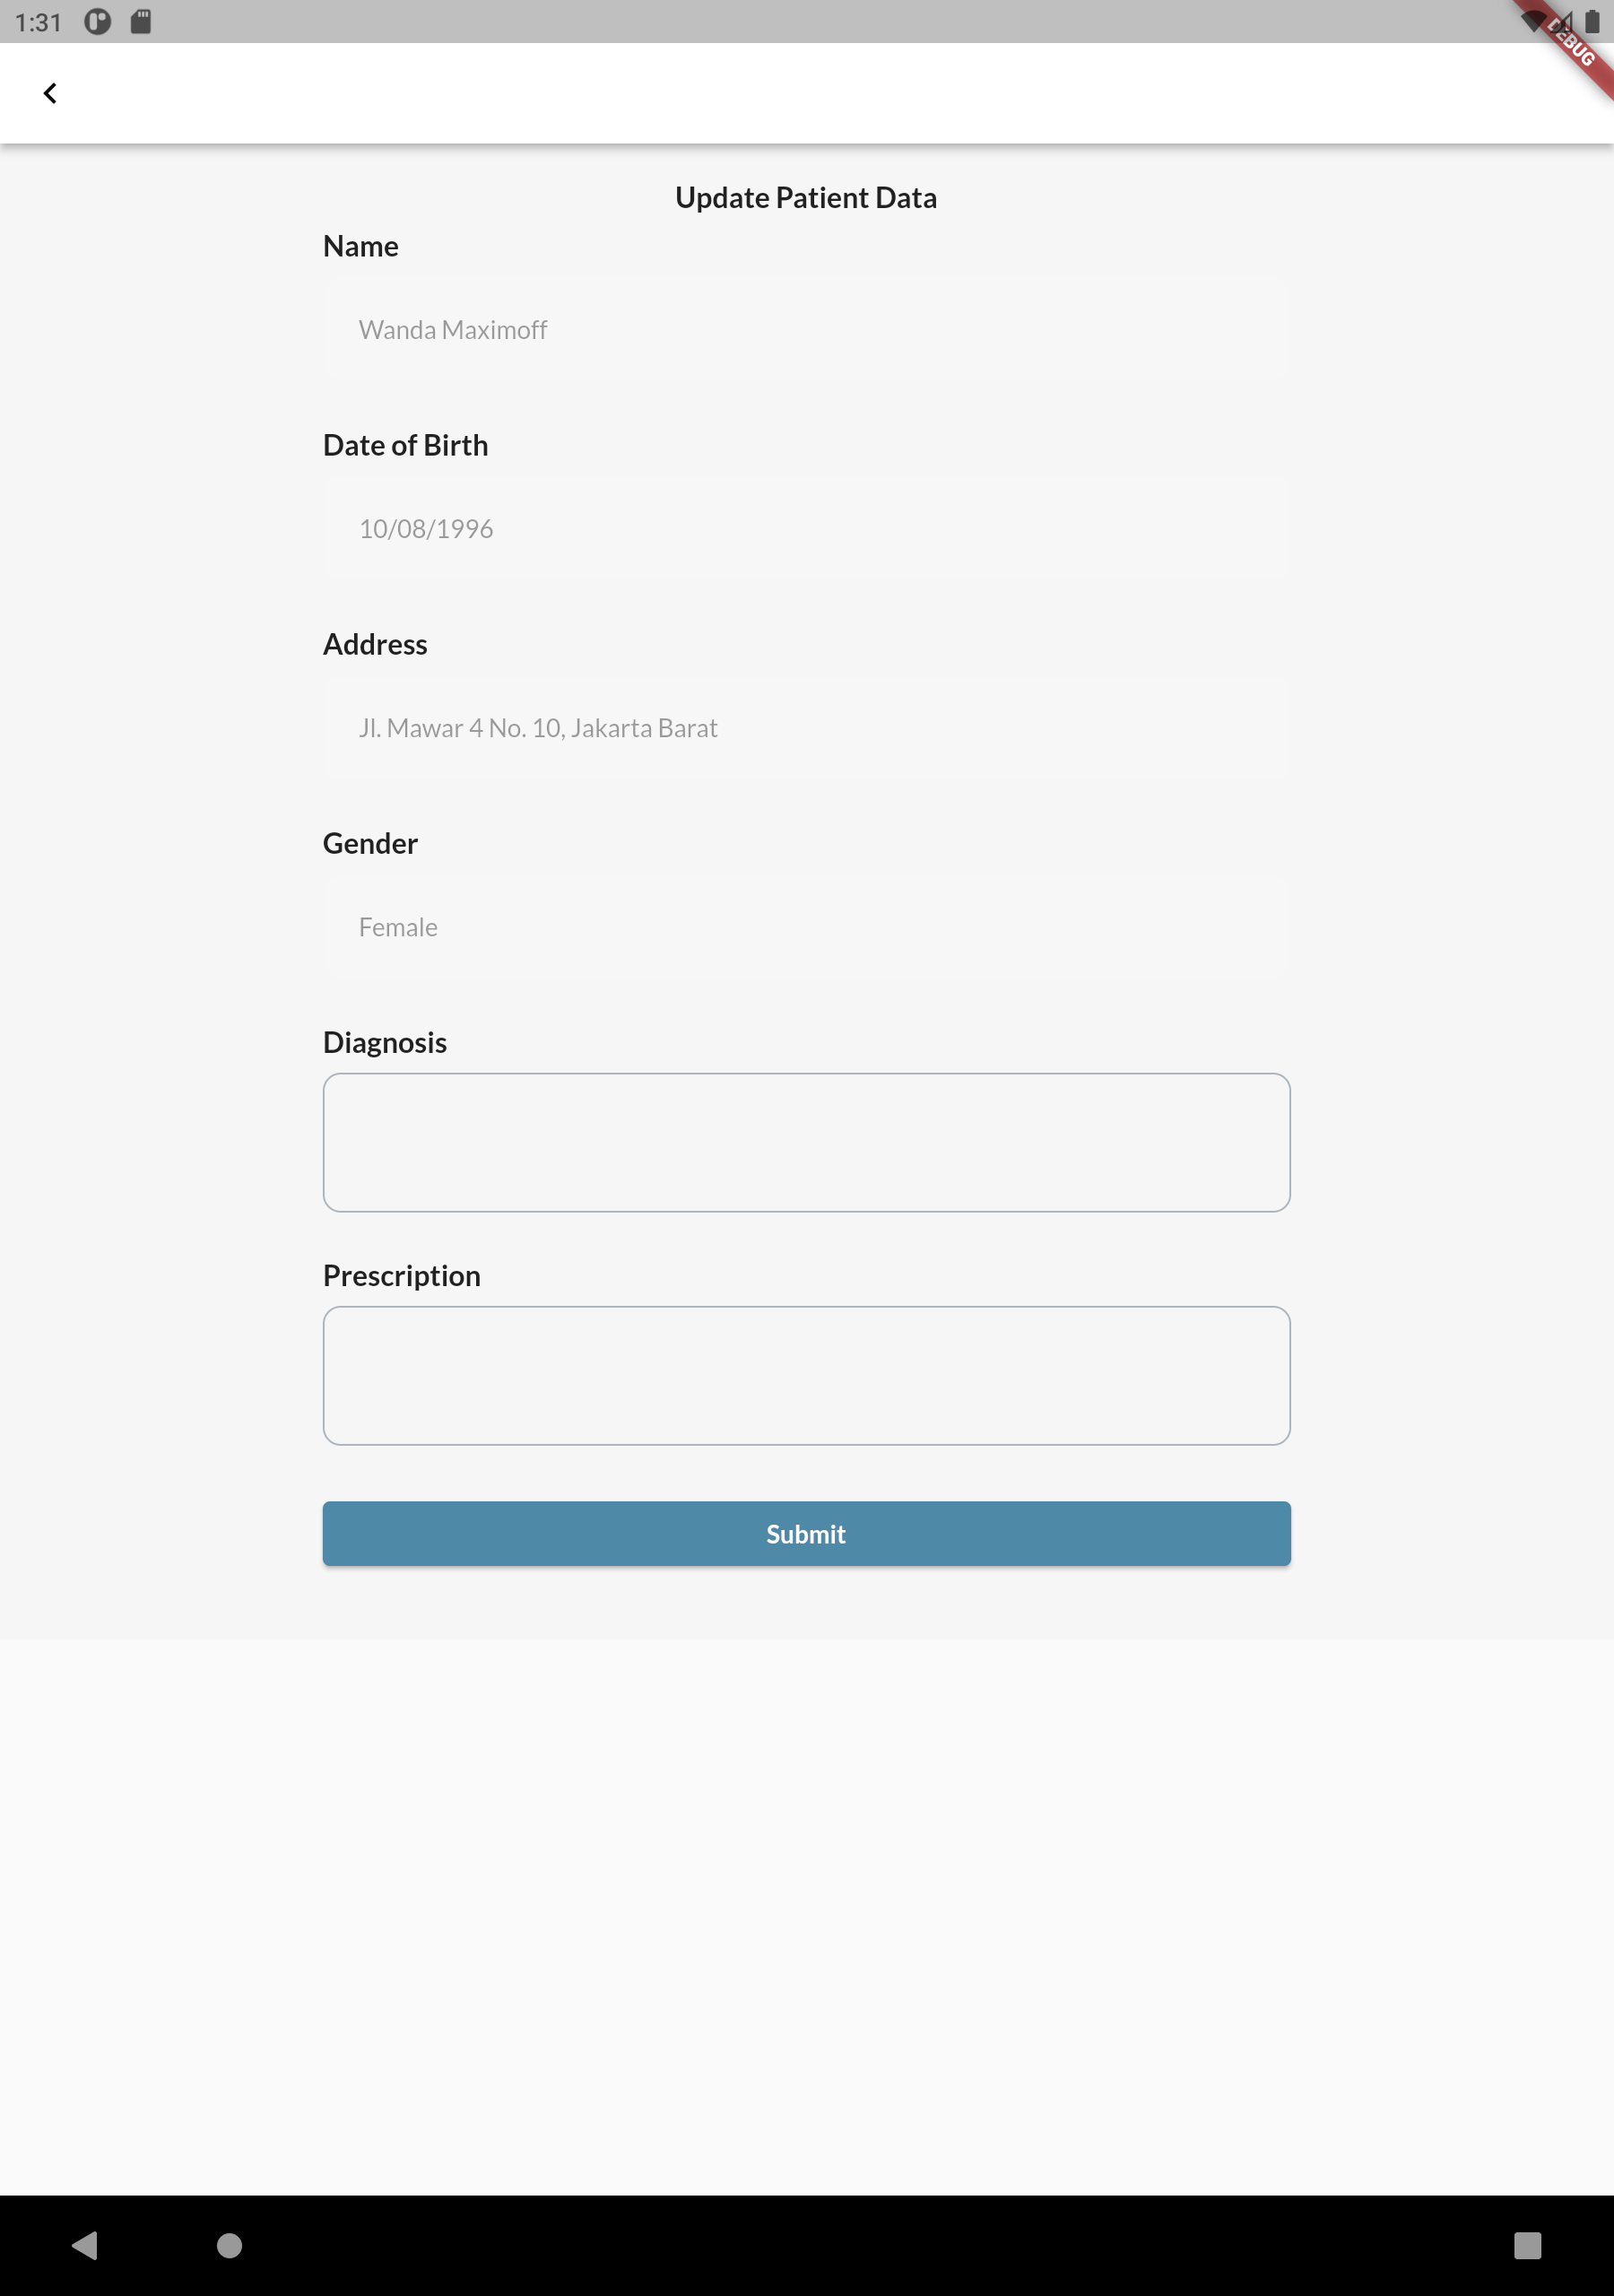 1:31
DEBUG
Update Patient Data
Name
Wanda Maximoff
Date of Birth
10/08/1996
Address
Jl. Mawar 4 No. 10, Jakarta Barat
Gender
Female
Diagnosis
Prescription
Submit